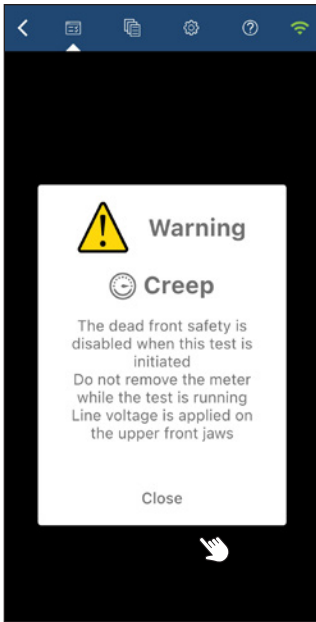 Warning
Creep
The dead front safety is
disabled when this test is
initiated
Do not remove the meter
while the test is running
Line voltage is applied on
the upper front jaws
Close